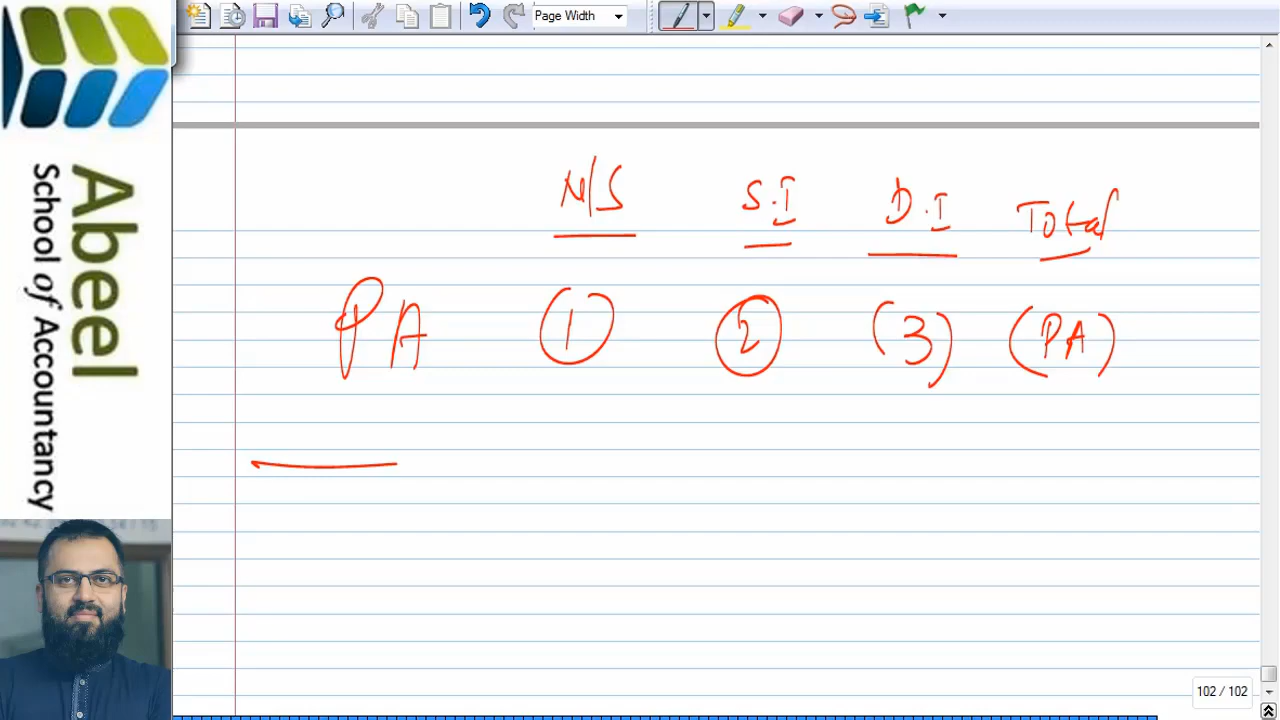 Page Width
Abeel
School of Accountancy
N/S S.I D.I Total
PA 1 2 (3) (PA)
102 / 102